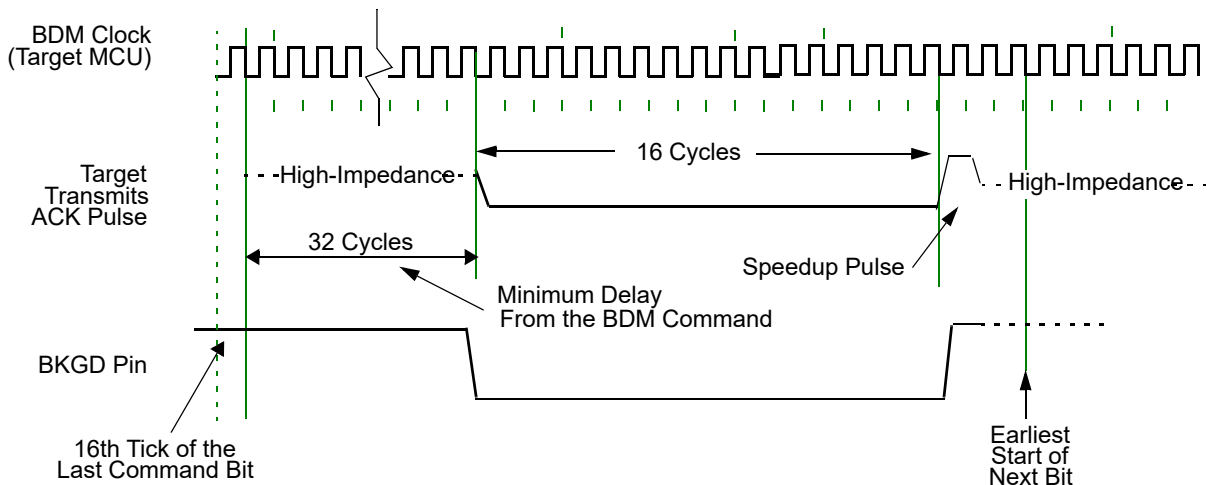 BDM Clock
(Target MCU)
16 Cycles
Target
Transmits
ACK Pulse
High-Impedance
High-Impedance
32 Cycles
Speedup Pulse
Minimum Delay
From the BDM Command
BKGD Pin
16th Tick of the
Last Command Bit
Earliest
Start of
Next Bit